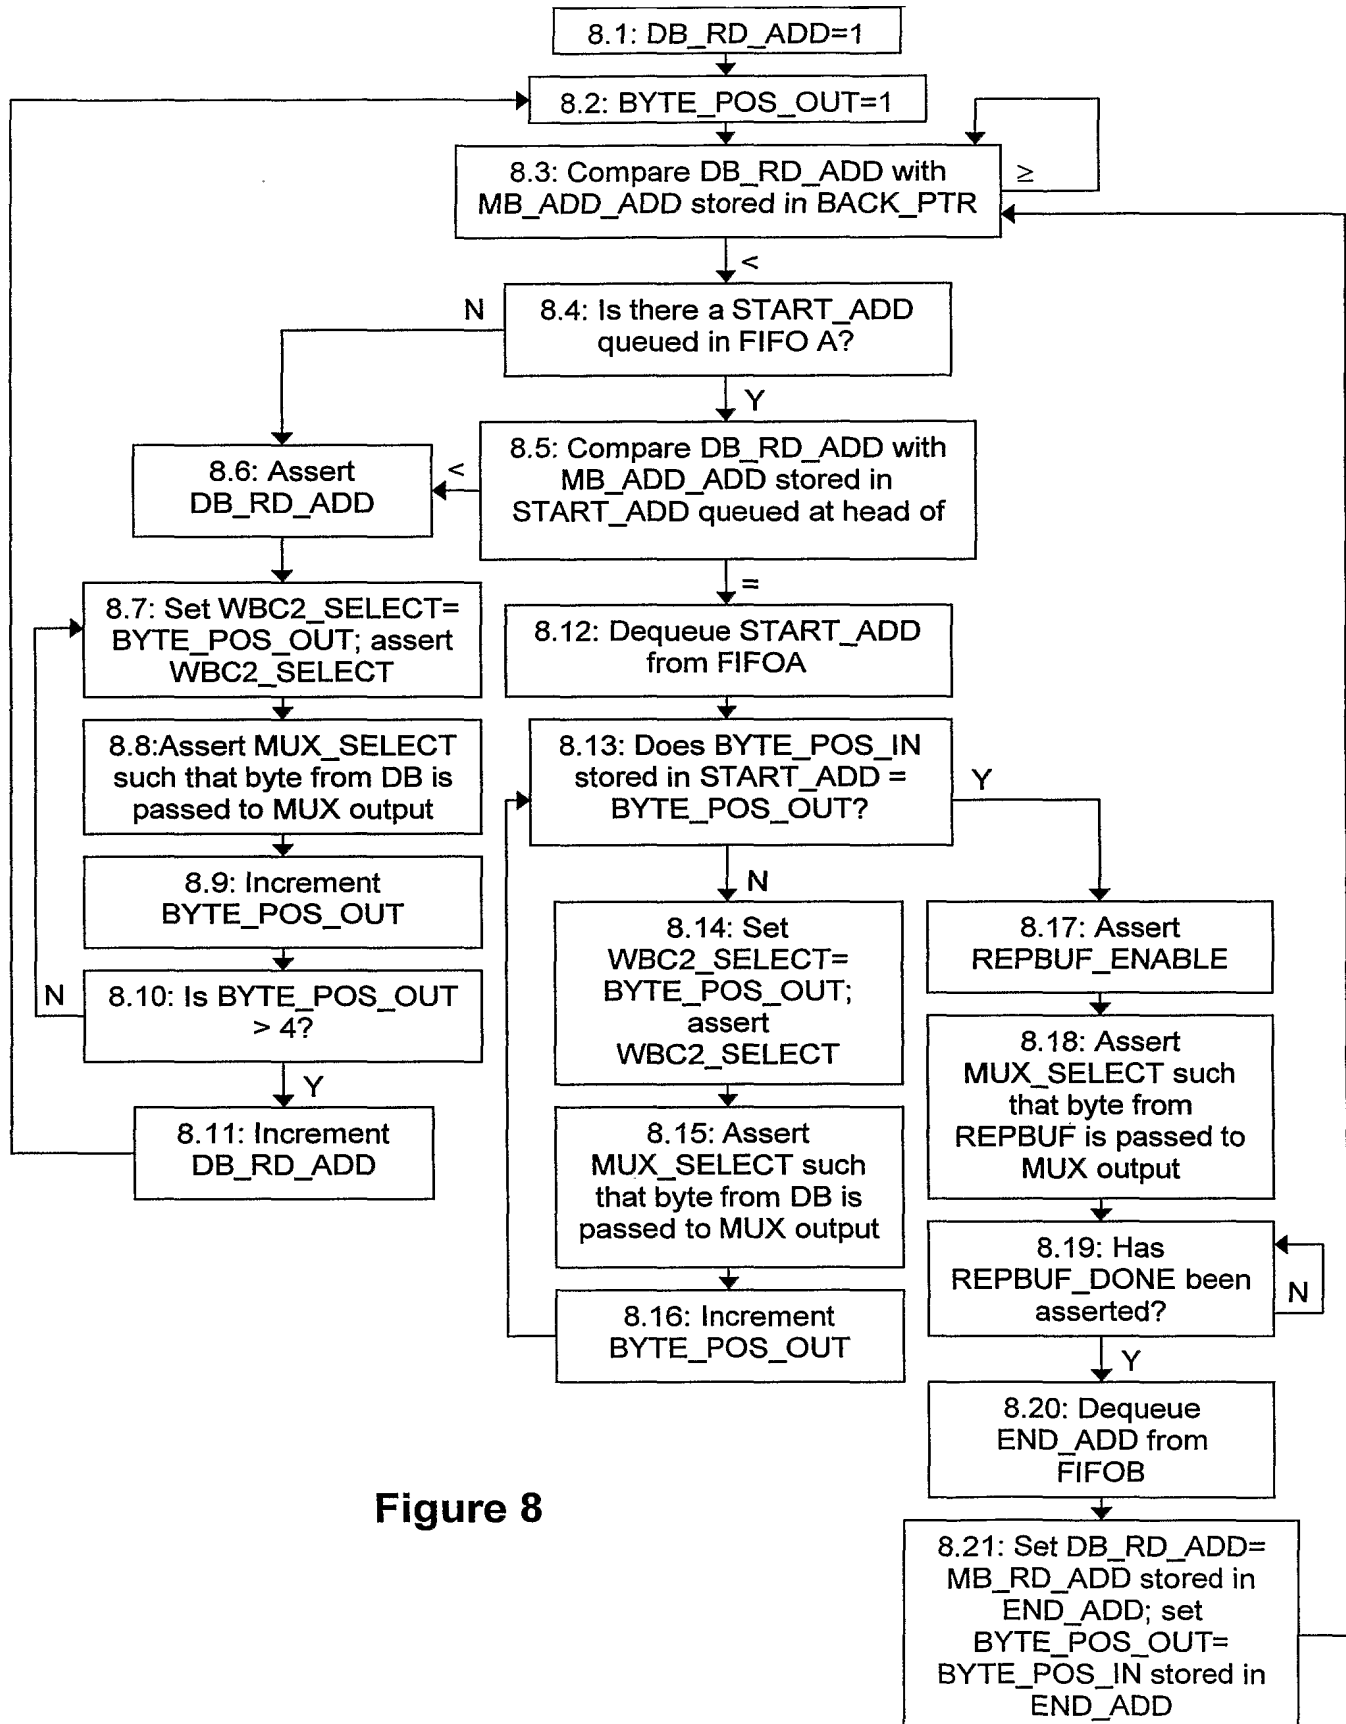 8.1: DB_RD_ADD=1
8.2: BYTE_POS_OUT=1
8.3: Compare DB_RD_ADD with
MB_ADD_ADD stored in BACK_PTR
≥
<
8.4: Is there a START_ADD
queued in FIFO A?
N
Y
8.5: Compare DB_RD_ADD with
MB_ADD_ADD stored in
START_ADD queued at head of
<
=
8.6: Assert
DB_RD_ADD
8.7: Set WBC2_SELECT=
BYTE_POS_OUT; assert
WBC2_SELECT
8.8:Assert MUX_SELECT
such that byte from DB is
passed to MUX output
8.9: Increment
BYTE_POS_OUT
8.10: Is BYTE_POS_OUT
> 4?
N
Y
8.11: Increment
DB_RD_ADD
8.12: Dequeue START_ADD
from FIFOA
8.13: Does BYTE_POS_IN
stored in START_ADD =
BYTE_POS_OUT?
Y
N
8.14: Set
WBC2_SELECT=
BYTE_POS_OUT;
assert
WBC2_SELECT
8.15: Assert
MUX_SELECT such
that byte from DB is
passed to MUX output
8.16: Increment
BYTE_POS_OUT
8.17: Assert
REPBUF_ENABLE
8.18: Assert
MUX_SELECT such
that byte from
REPBUF is passed to
MUX output
8.19: Has
REPBUF_DONE been
asserted?
N
Y
8.20: Dequeue
END_ADD from
FIFOB
8.21: Set DB_RD_ADD=
MB_RD_ADD stored in
END_ADD; set
BYTE_POS_OUT=
BYTE_POS_IN stored in
END_ADD
Figure 8